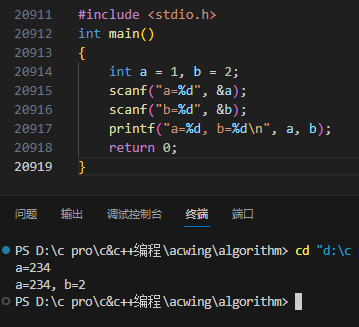 20911 #include <stdio.h>
20912 int main()
20913 {
20914     int a = 1, b = 2;
20915     scanf("a=%d", &a);
20916     scanf("b=%d", &b);
20917     printf("a=%d, b=%d\n", a, b);
20918     return 0;
20919 }
问题 输出 调试控制台 终端 端口
PS D:\c pro\c&c++编程\acwing\algorithm> cd "d:\c
a=234
a=234, b=2
PS D:\c pro\c&c++编程\acwing\algorithm>